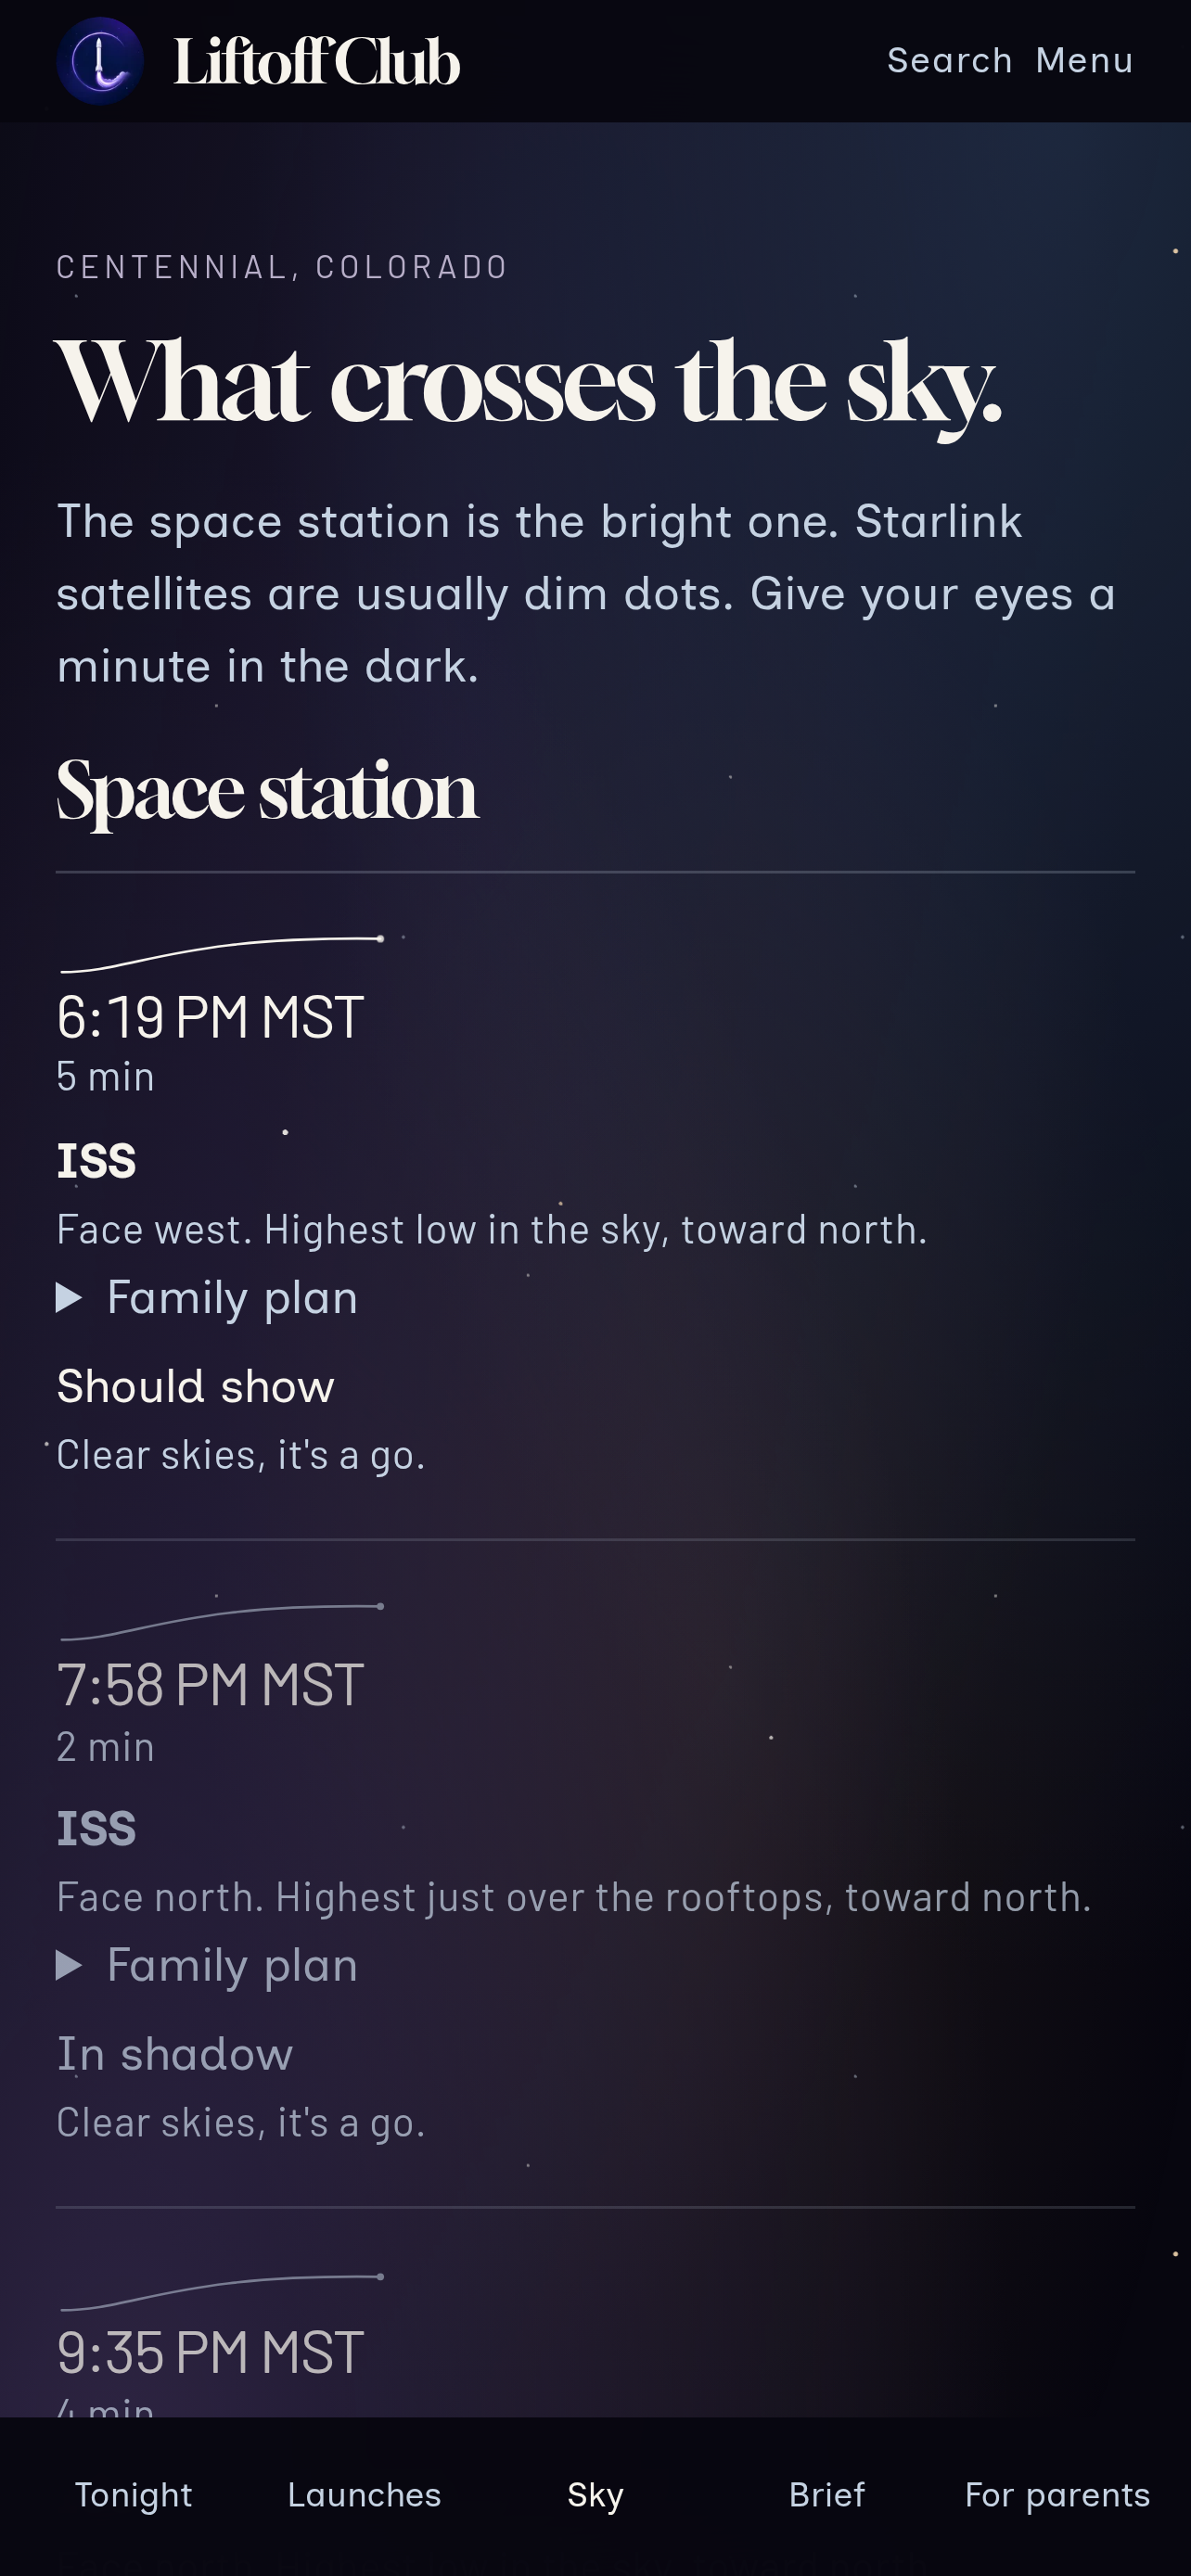 Liftoff Club
Search Menu
CENTENNIAL, COLORADO
What crosses the sky.
The space station is the bright one. Starlink
satellites are usually dim dots. Give your eyes a
minute in the dark.
Space station
6:19 PM MST
5 min
ISS
Face west. Highest low in the sky, toward north.
Family plan
Should show
Clear skies, it's a go.
7:58 PM MST
2 min
ISS
Face north. Highest just over the rooftops, toward north.
Family plan
In shadow
Clear skies, it's a go.
9:35 PM MST
4 min
Tonight Launches Sky Brief For parents